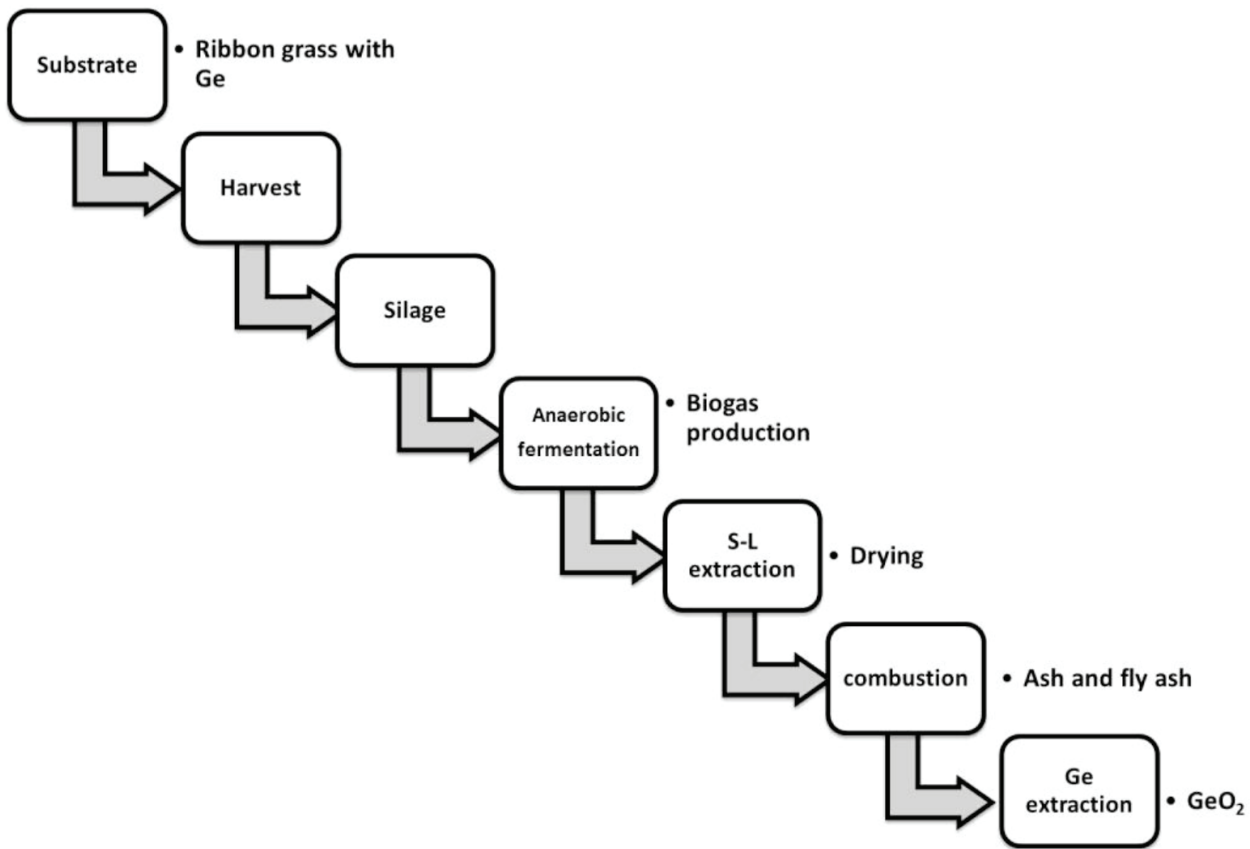 Substrate
• Ribbon grass with
Ge
Harvest
Silage
Anaerobic
fermentation
• Biogas
production
S-L
extraction
• Drying
combustion
• Ash and fly ash
Ge
extraction
• GeO₂